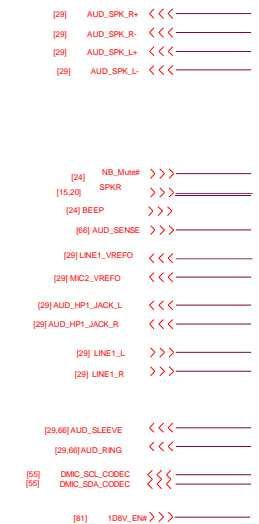 [29] AUD_SPK_R+
[29] AUD_SPK_R-
[29] AUD_SPK_L+
[29] AUD_SPK_L-
[24] NB_Mute#
[15,20] SPKR
[24] BEEP
[66] AUD_SENSE
[29] LINE1_VREFO
[29] MIC2_VREFO
[29] AUD_HP1_JACK_L
[29] AUD_HP1_JACK_R
[29] LINE1_L
[29] LINE1_R
[29,66] AUD_SLEEVE
[29,66] AUD_RING
[55] DMIC_SCL_CODEC
[55] DMIC_SDA_CODEC
[81] 1D8V_EN#